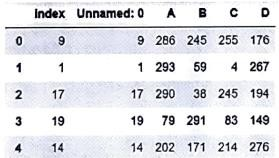 Index Unnamed: 0 A B C D
0 9 9 286 245 255 176
1 1 1 293 59 4 267
2 17 17 290 38 245 194
3 19 19 79 291 83 149
4 14 14 202 171 214 276